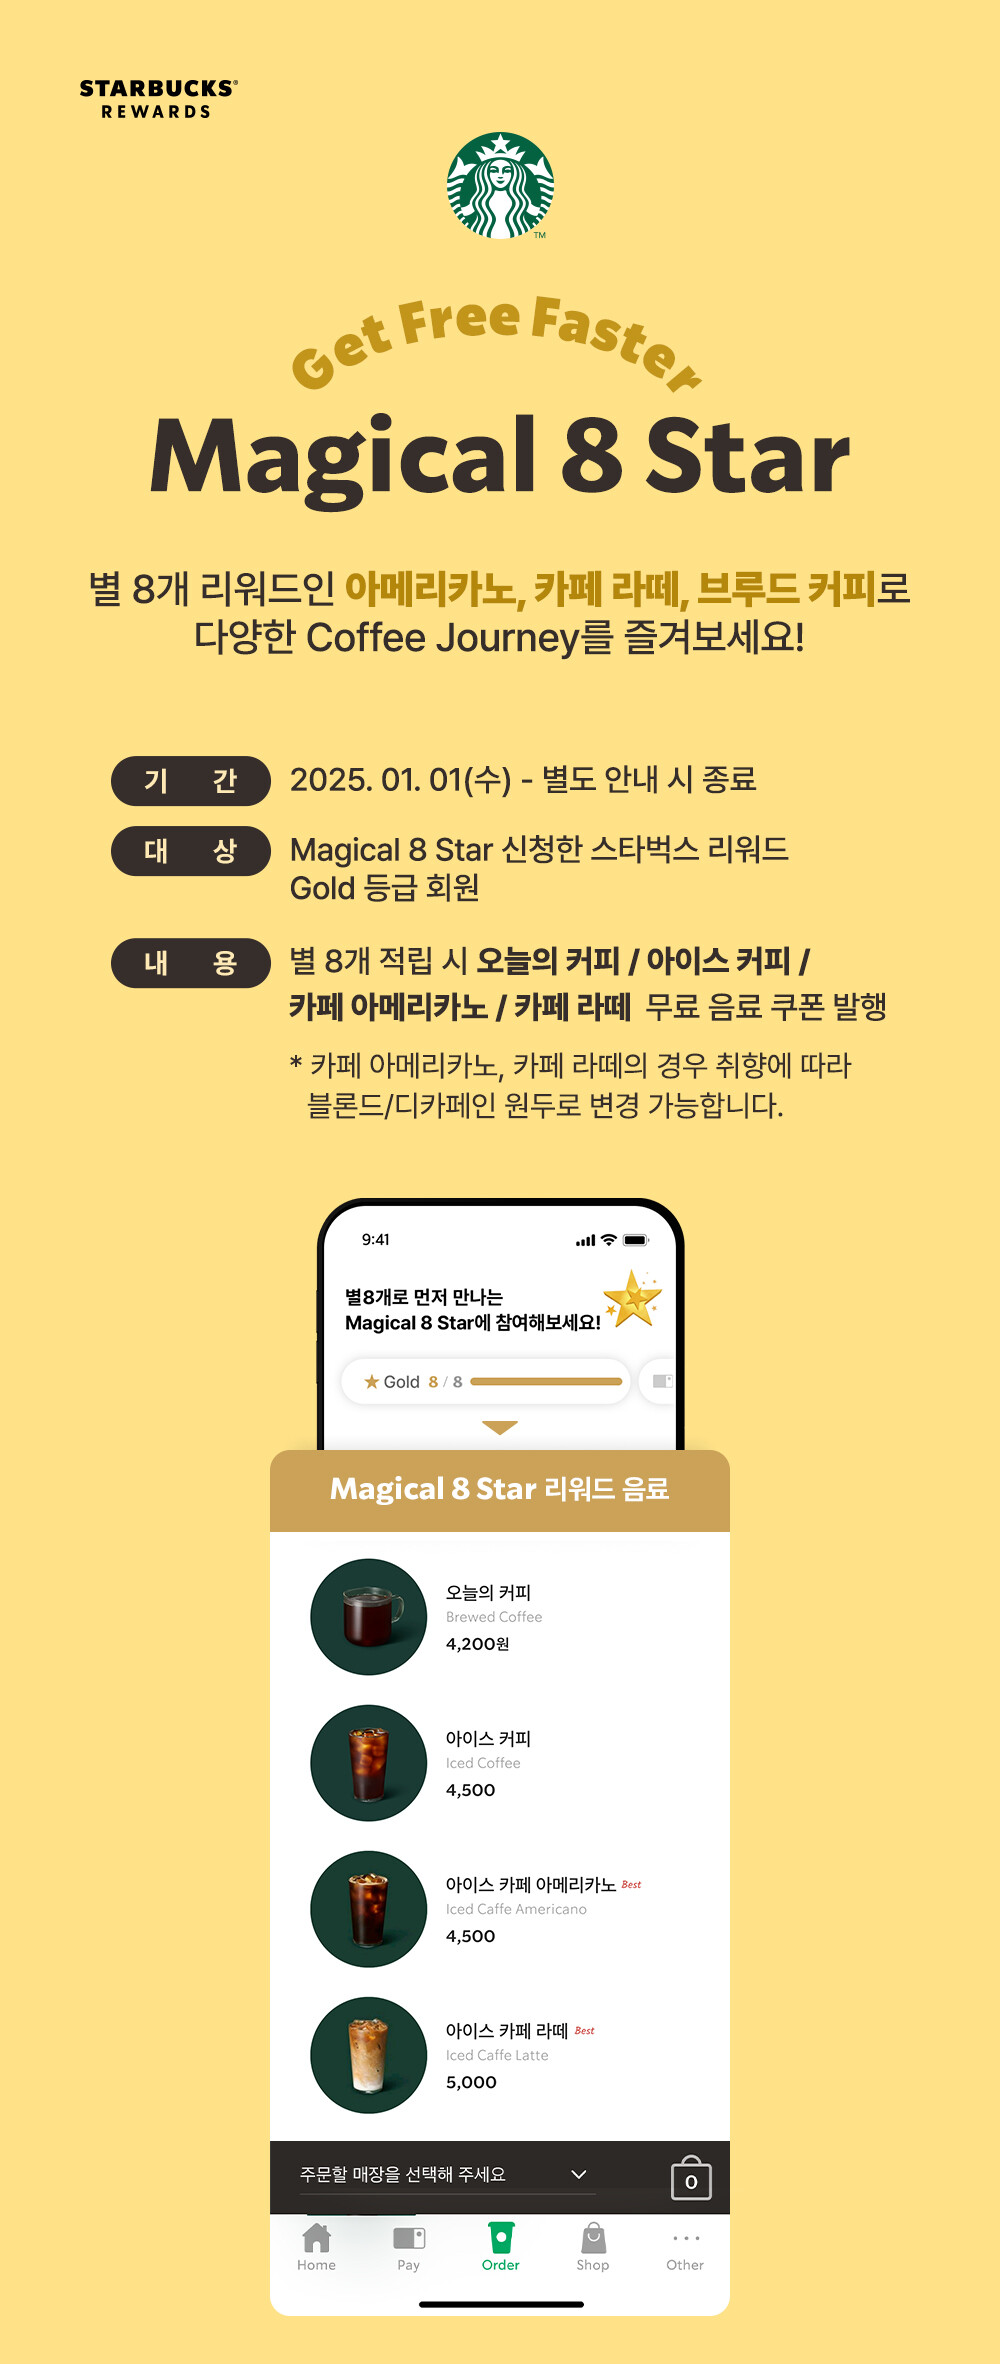 STARBUCKS®
REWARDS
TM
Get Free Faster
Magical 8 Star
별 8개 리워드인 아메리카노, 카페 라떼, 브루드 커피로
다양한 Coffee Journey를 즐겨보세요!
기 간
2025. 01. 01(수) - 별도 안내 시 종료
대 상
Magical 8 Star 신청한 스타벅스 리워드
Gold 등급 회원
내 용
별 8개 적립 시 오늘의 커피 / 아이스 커피 /
카페 아메리카노 / 카페 라떼 무료 음료 쿠폰 발행
* 카페 아메리카노, 카페 라떼의 경우 취향에 따라
블론드/디카페인 원두로 변경 가능합니다.
9:41
별8개로 먼저 만나는
Magical 8 Star에 참여해보세요!
Gold 8 / 8
Magical 8 Star 리워드 음료
오늘의 커피
Brewed Coffee
4,200원
아이스 커피
Iced Coffee
4,500
아이스 카페 아메리카노 Best
Iced Caffe Americano
4,500
아이스 카페 라떼 Best
Iced Caffe Latte
5,000
주문할 매장을 선택해 주세요
0
Home Pay Order Shop Other